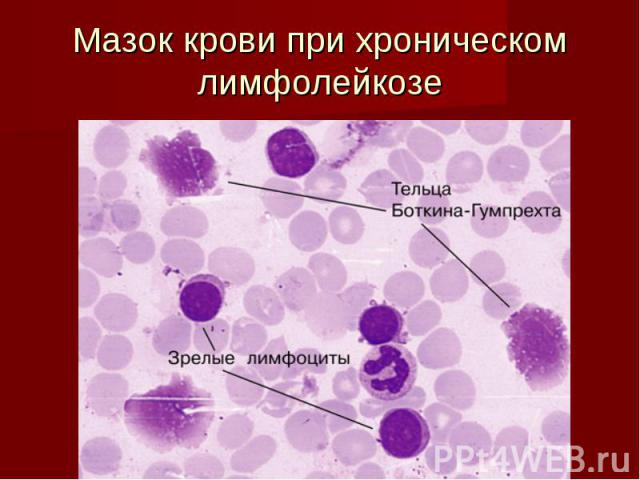 Мазок крови при хроническом
лимфолейкозе
Тельца
Боткина-Гумпрехта
Зрелые лимфоциты
PPt4WEB.ru